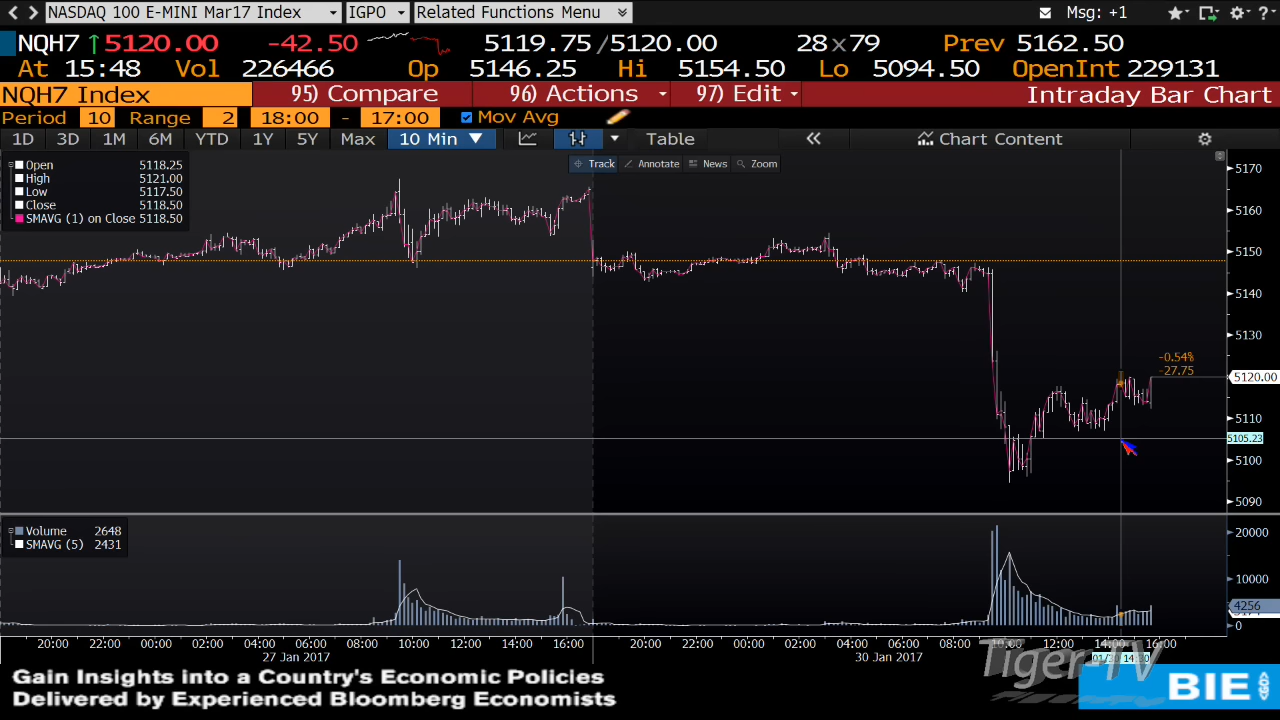 NASDAQ 100 E-MINI Mar17 Index IGPO Related Functions Menu Msg: +1
NQH7 ↑5120.00 -42.50 5119.75/5120.00 28x79 Prev 5162.50
At 15:48 Vol 226466 Op 5146.25 Hi 5154.50 Lo 5094.50 OpenInt 229131
NQH7 Index 95) Compare 96) Actions 97) Edit Intraday Bar Chart
Period 10 Range 2 18:00 - 17:00 Mov Avg
1D 3D 1M 6M YTD 1Y 5Y Max 10 Min ▼ Table « Chart Content
Track Annotate News Zoom
Open 5118.25
High 5121.00
Low 5117.50
Close 5118.50
SMAVG (1) on Close 5118.50
5170
5160
5150
5140
5130
-0.54%
-27.75
5120.00
5110
5105.23
5100
5090
Volume 2648
SMAVG (5) 2431
20000
10000
4256
0
20:00 22:00 00:00 02:00 04:00 06:00 08:00 10:00 12:00 14:00 16:00 20:00 22:00 00:00 02:00 04:00 06:00 08:00 10:00 12:00 14:00 16:00
27 Jan 2017 30 Jan 2017
Tiger-TV
Gain Insights into a Country's Economic Policies
Delivered by Experienced Bloomberg Economists
BIE